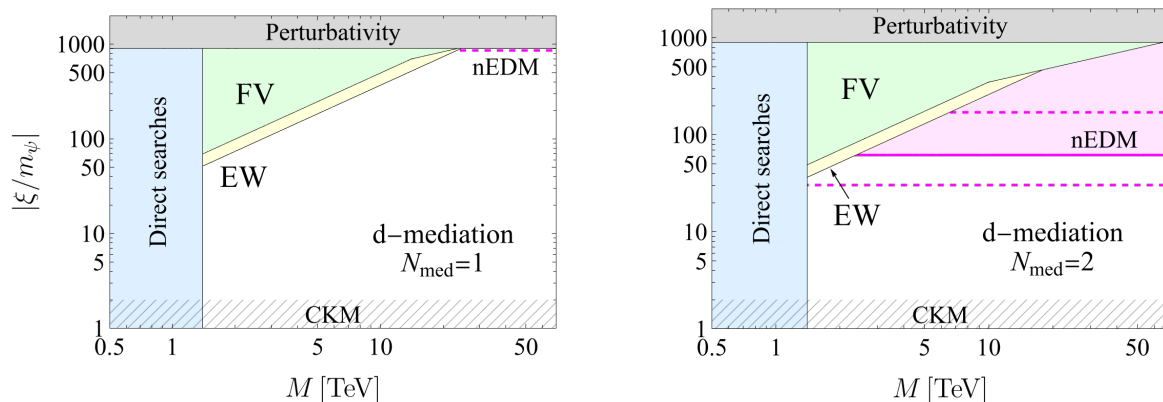 Perturbativity
1000
500
100
50
10
5
1
|ξ/m_ψ|
Direct searches
FV
EW
nEDM
d−mediation
N_med=1
CKM
0.5
1
5
10
50
M [TeV]
Perturbativity
1000
500
100
50
10
5
1
|ξ/m_ψ|
Direct searches
FV
EW
nEDM
d−mediation
N_med=2
CKM
0.5
1
5
10
50
M [TeV]